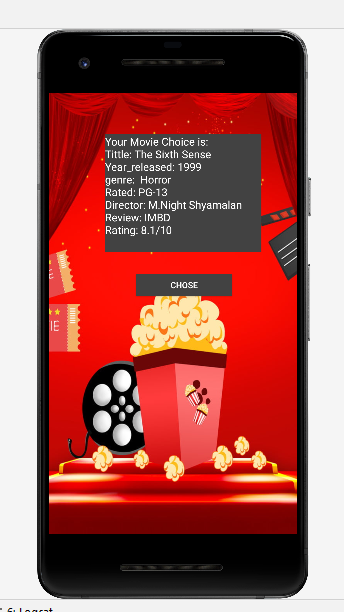 Your Movie Choice is:
Tittle: The Sixth Sense
Year_released: 1999
genre: Horror
Rated: PG-13
Director: M.Night Shyamalan
Review: IMBD
Rating: 8.1/10
CHOSE
IE
Logcat